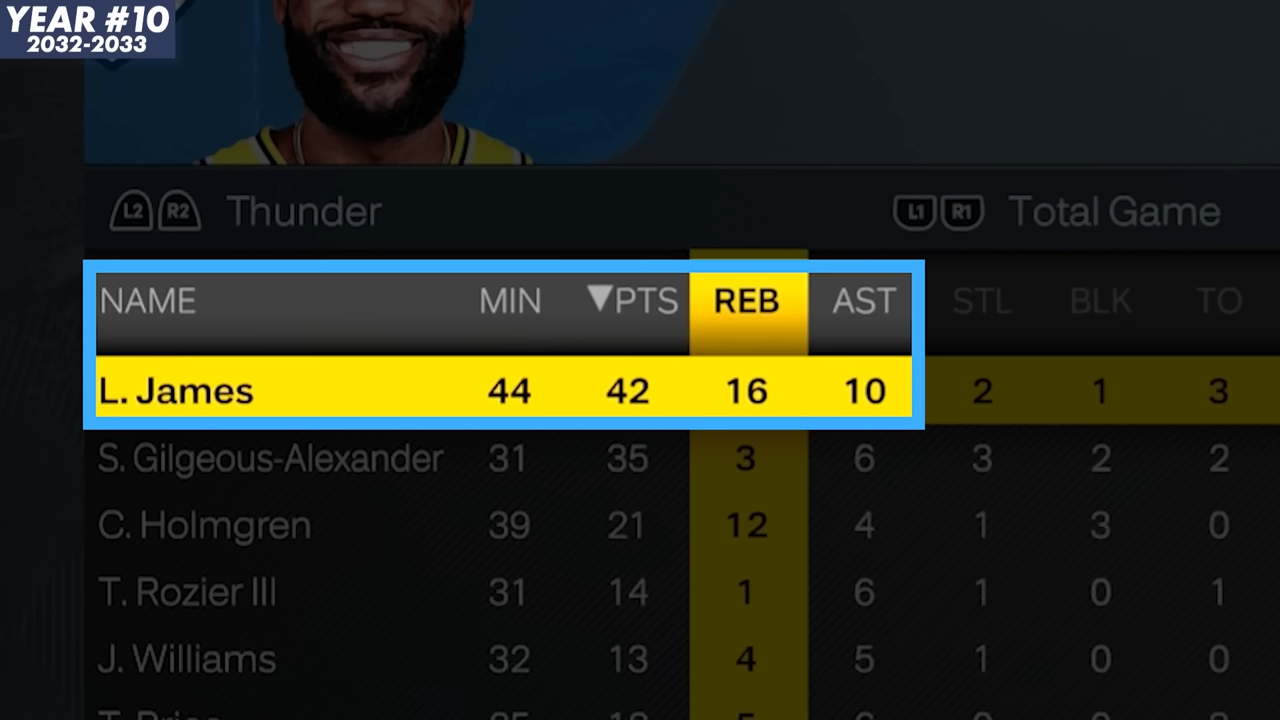 YEAR #10
2032-2033
L2 R2 Thunder L1 R1 Total Game
NAME MIN ▼PTS REB AST STL BLK TO
L. James 44 42 16 10 2 1 3
S. Gilgeous-Alexander 31 35 3 6 3 2 2
C. Holmgren 39 21 12 4 1 3 0
T. Rozier III 31 14 1 6 1 0 1
J. Williams 32 13 4 5 1 0 0